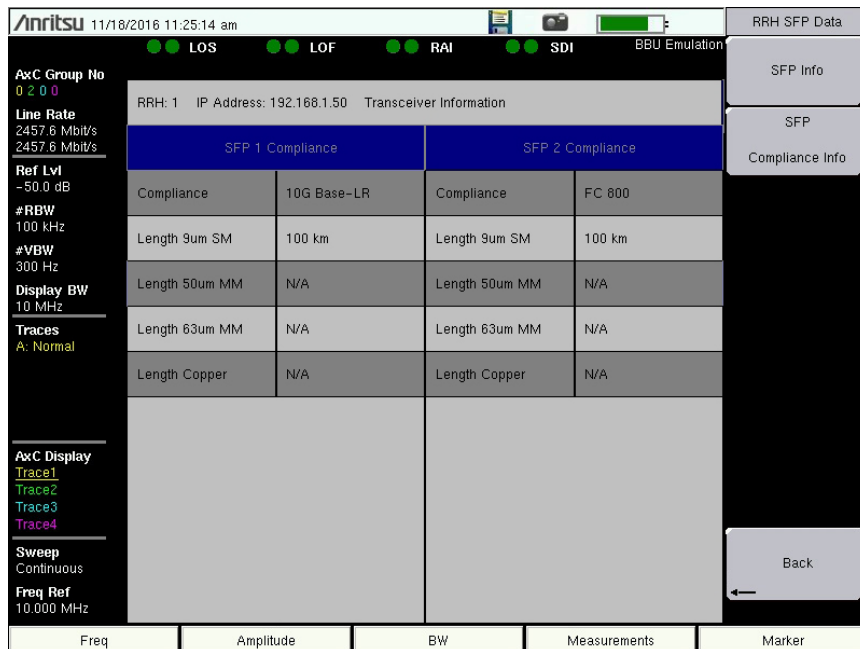 Anritsu 11/18/2016 11:25:14 am
RRH SFP Data
LOS LOF RAI SDI BBU Emulation
AxC Group No
0 2 0 0
Line Rate
2457.6 Mbit/s
2457.6 Mbit/s
Ref Lvl
-50.0 dB
#RBW
100 kHz
#VBW
300 Hz
Display BW
10 MHz
Traces
A: Normal
AxC Display
Trace1
Trace2
Trace3
Trace4
Sweep
Continuous
Freq Ref
10.000 MHz
RRH: 1 IP Address: 192.168.1.50 Transceiver Information
SFP 1 Compliance SFP 2 Compliance
Compliance 10G Base-LR Compliance FC 800
Length 9um SM 100 km Length 9um SM 100 km
Length 50um MM N/A Length 50um MM N/A
Length 63um MM N/A Length 63um MM N/A
Length Copper N/A Length Copper N/A
SFP Info
SFP
Compliance Info
Back
Freq Amplitude BW Measurements Marker